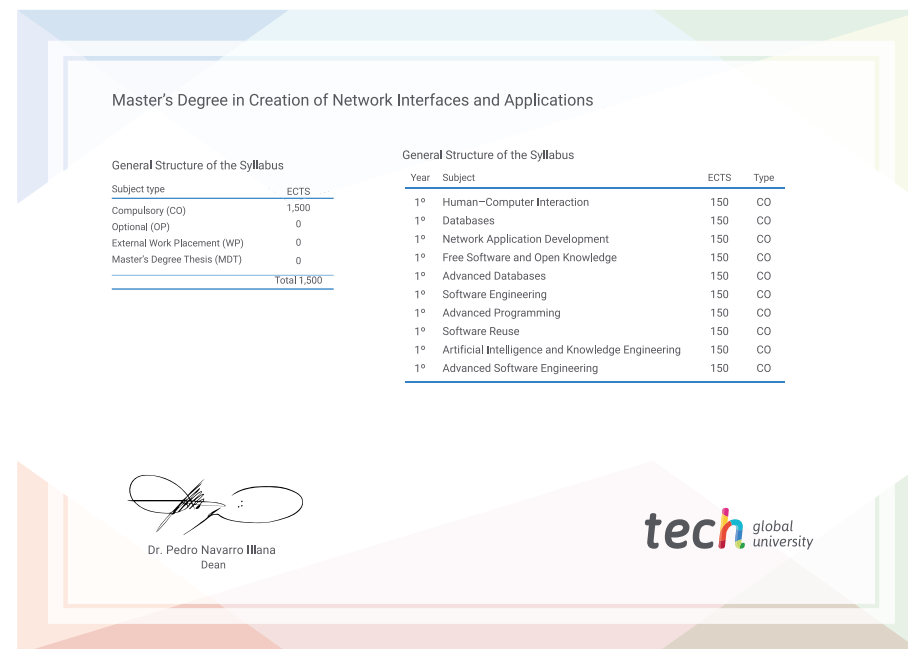 Master's Degree in Creation of Network Interfaces and Applications
General Structure of the Syllabus
Subject type ECTS
Compulsory (CO) 1,500
Optional (OP) 0
External Work Placement (WP) 0
Master's Degree Thesis (MDT) 0
Total 1,500
General Structure of the Syllabus
Year Subject ECTS Type
1º Human–Computer Interaction 150 CO
1º Databases 150 CO
1º Network Application Development 150 CO
1º Free Software and Open Knowledge 150 CO
1º Advanced Databases 150 CO
1º Software Engineering 150 CO
1º Advanced Programming 150 CO
1º Software Reuse 150 CO
1º Artificial Intelligence and Knowledge Engineering 150 CO
1º Advanced Software Engineering 150 CO
Dr. Pedro Navarro Illana
Dean
tech global
university